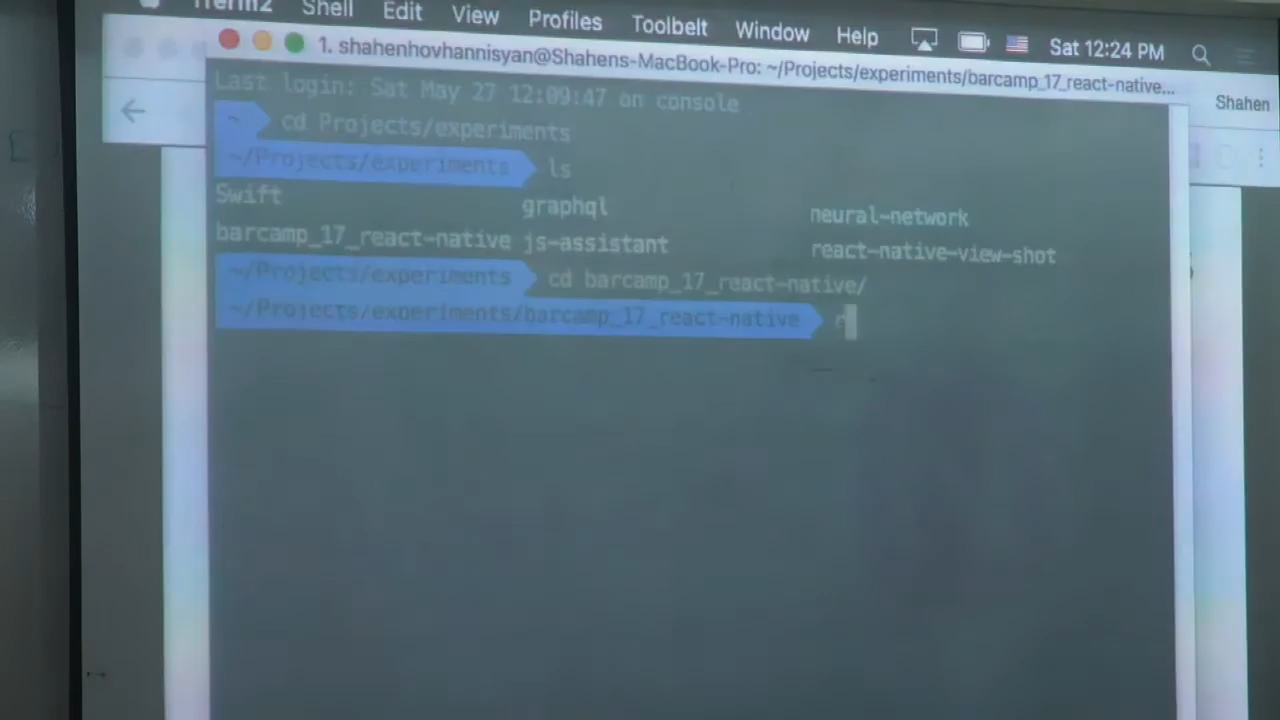 iTerm2 Shell Edit View Profiles Toolbelt Window Help Sat 12:24 PM
1. shahenhovhannisyan@Shahens-MacBook-Pro: ~/Projects/experiments/barcamp_17_react-native...
Shahen
Last login: Sat May 27 12:09:47 on console
~ cd Projects/experiments
~/Projects/experiments ls
Swift graphql neural-network
barcamp_17_react-native js-assistant react-native-view-shot
~/Projects/experiments cd barcamp_17_react-native/
~/Projects/experiments/barcamp_17_react-native